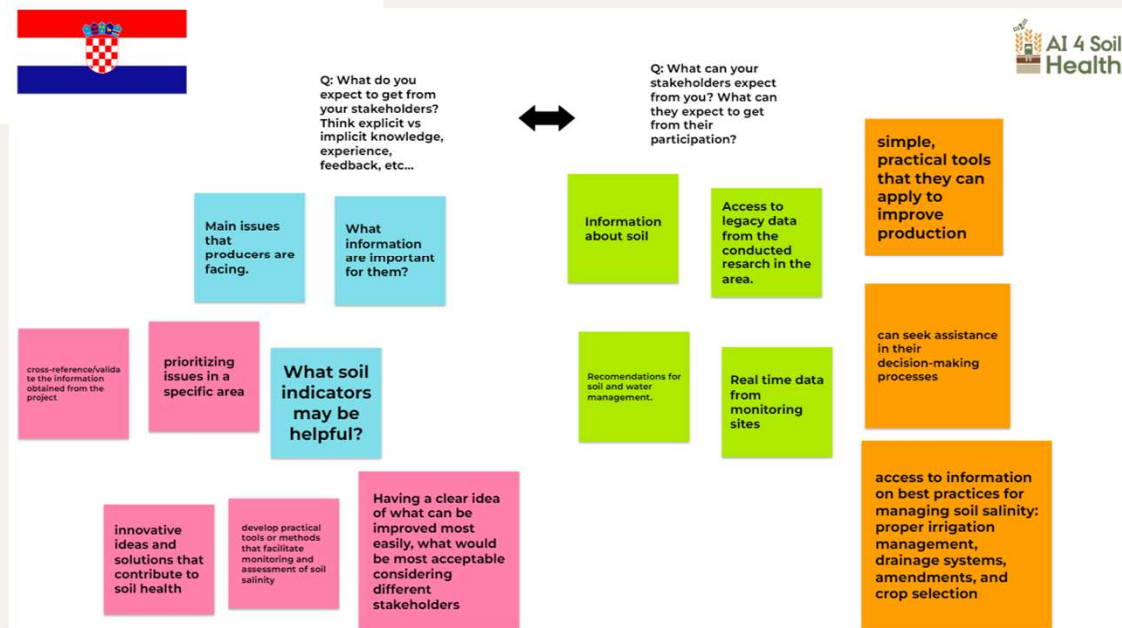 AI 4 Soil
Health
Q: What do you
expect to get from
your stakeholders?
Think explicit vs
implicit knowledge,
experience,
feedback, etc...
Q: What can your
stakeholders expect
from you? What can
they expect to get
from their
participation?
Main issues
that
producers are
facing.
What
information
are important
for them?
cross-reference/valida
te the information
obtained from the
project
prioritizing
issues in a
specific area
What soil
indicators
may be
helpful?
innovative
ideas and
solutions that
contribute to
soil health
develop practical
tools or methods
that facilitate
monitoring and
assessment of soil
salinity
Having a clear idea
of what can be
improved most
easily, what would
be most acceptable
considering
different
stakeholders
Information
about soil
Access to
legacy data
from the
conducted
resarch in the
area.
Recomendations for
soil and water
management.
Real time data
from
monitoring
sites
simple,
practical tools
that they can
apply to
improve
production
can seek assistance
in their
decision-making
processes
access to information
on best practices for
managing soil salinity:
proper irrigation
management,
drainage systems,
amendments, and
crop selection